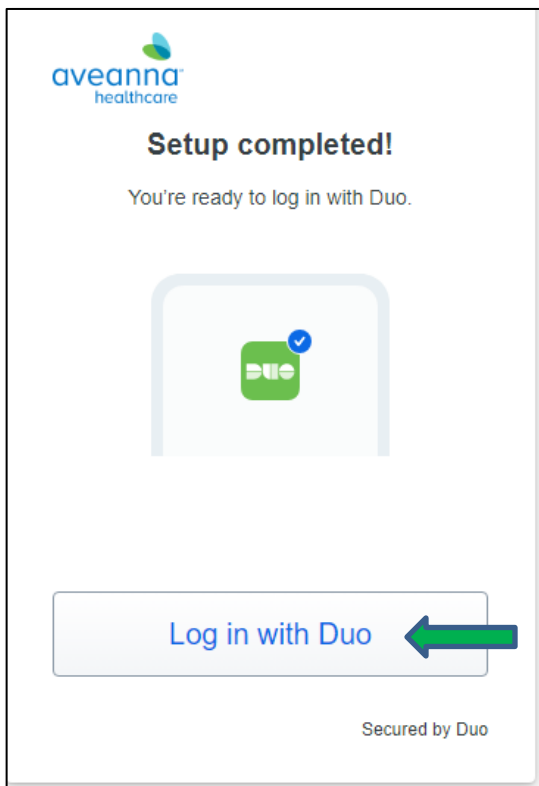 aveanna
healthcare
Setup completed!
You're ready to log in with Duo.
DUO
Log in with Duo
Secured by Duo